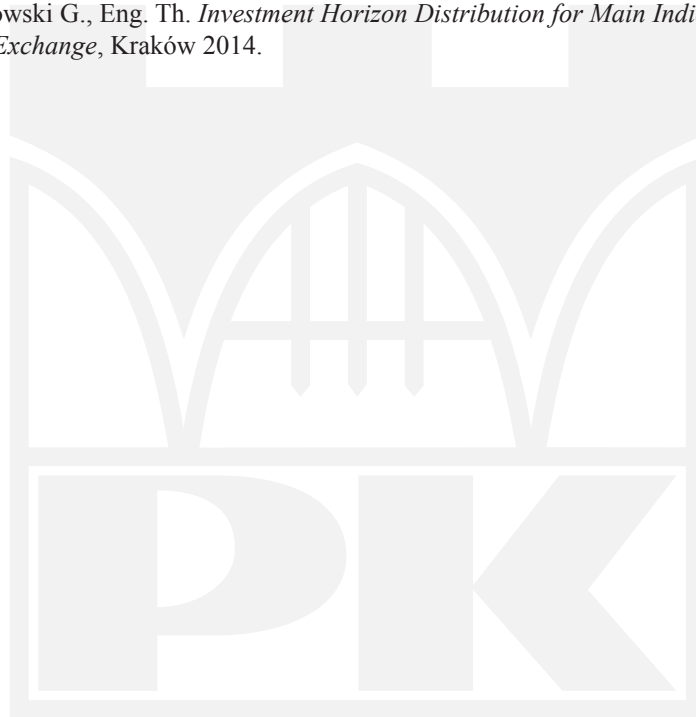 owski G., Eng. Th. Investment Horizon Distribution for Main Indi
Exchange, Kraków 2014.
PK